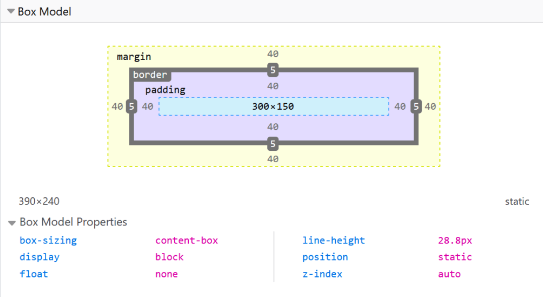 Box Model
margin 40
border 5
padding 40
40 5 40 300×150 40 5 40
40
5
40
390×240 static
Box Model Properties
box-sizing content-box line-height 28.8px
display block position static
float none z-index auto